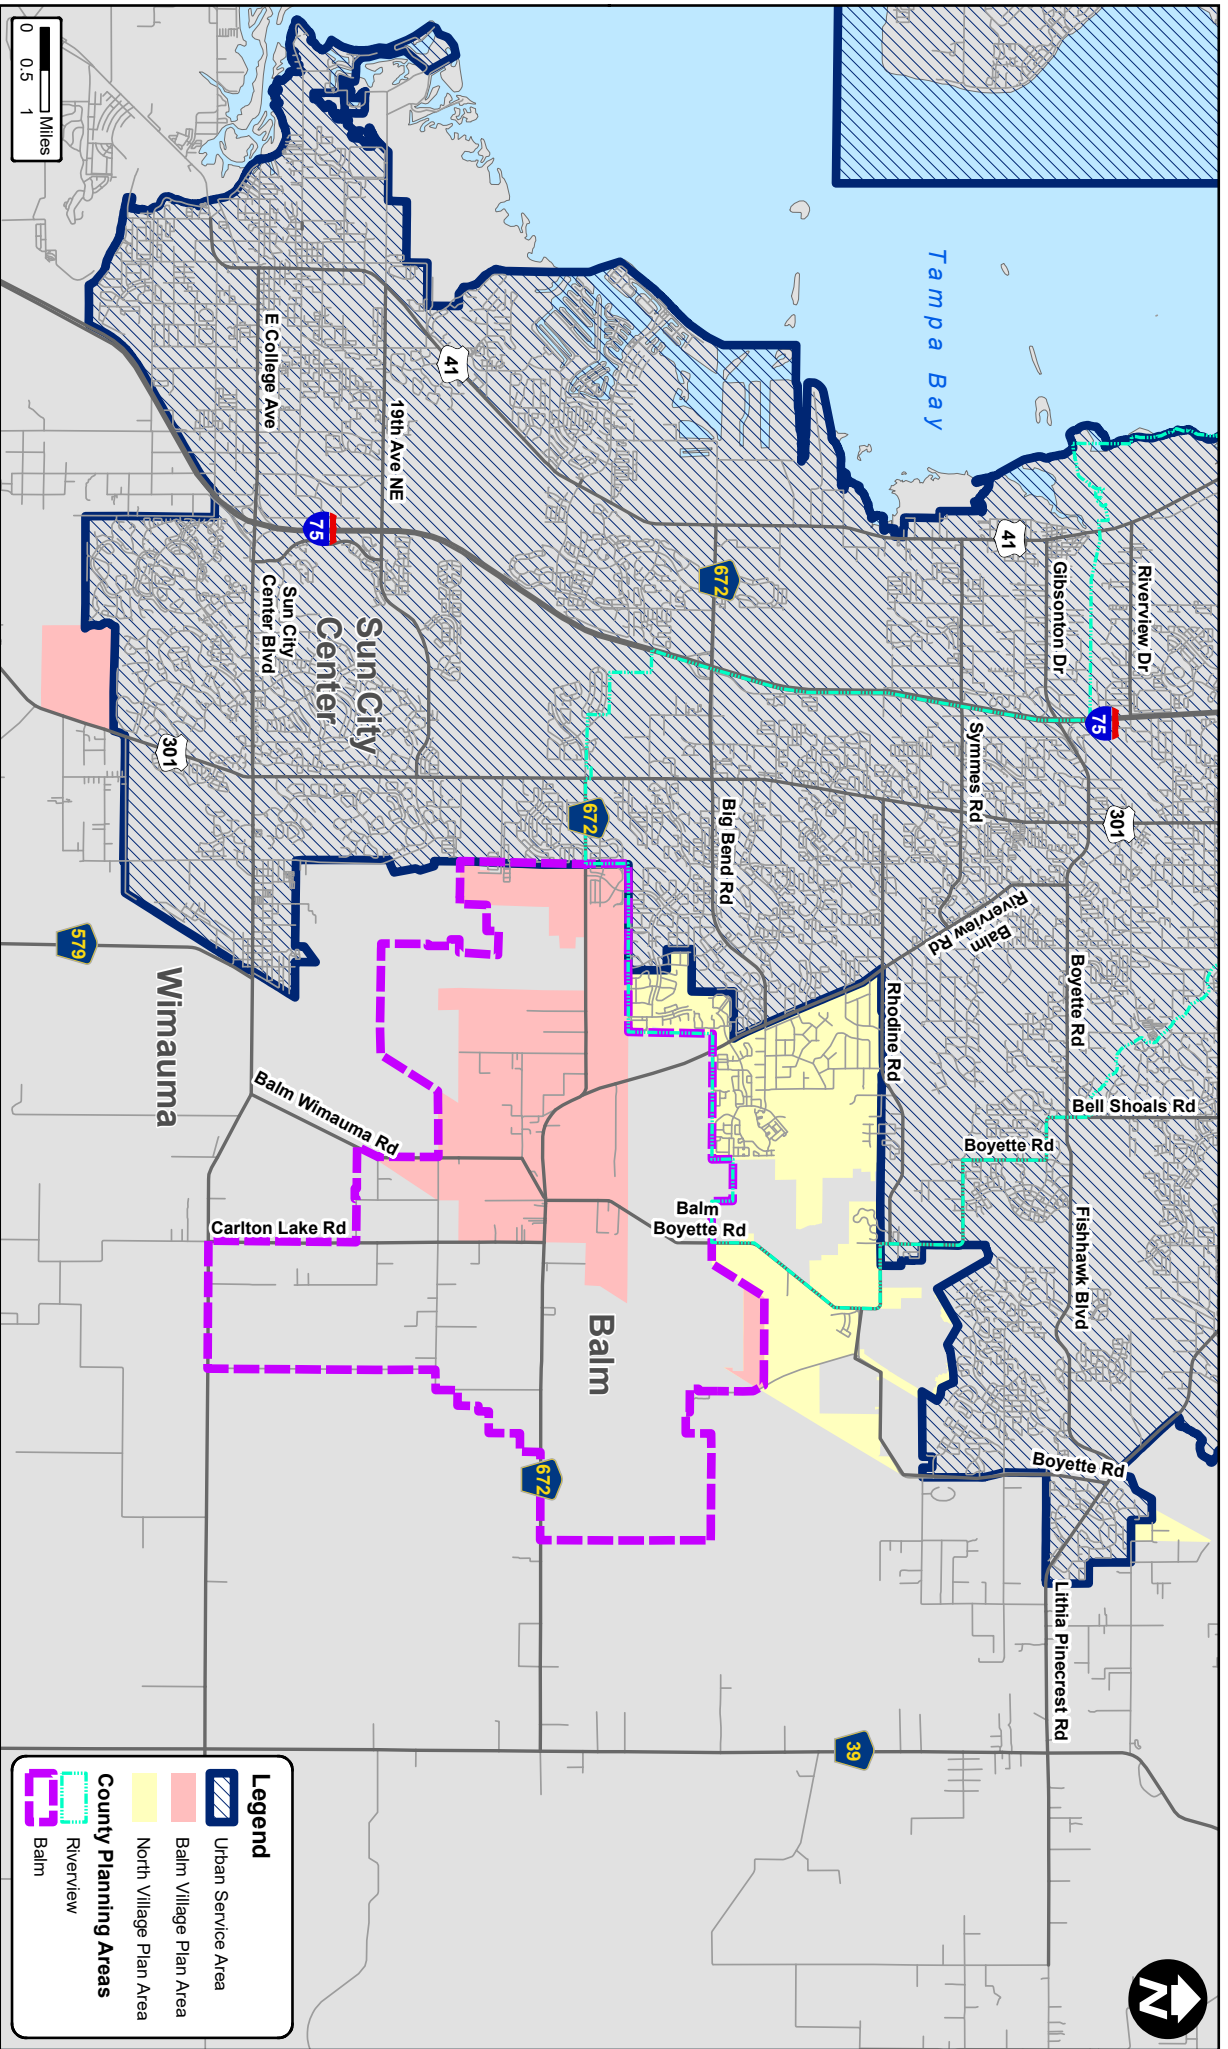 Tampa Bay
Riverview Dr
Gibsonton Dr
41
75
301
Symmes Rd
Balm
Riverview Rd
Boyette Rd
Bell Shoals Rd
Boyette Rd
Fishhawk Blvd
Boyette Rd
Lithia Pinecrest Rd
Rhodine Rd
672
Big Bend Rd
Balm
Boyette Rd
39
672
Balm
672
41
19th Ave NE
E College Ave
75
Sun City
Center
Sun City
Center Blvd
301
Balm Wimauma Rd
Carlton Lake Rd
Wimauma
579
0 0.5 1
Miles
Legend
Urban Service Area
Balm Village Plan Area
North Village Plan Area
County Planning Areas
Riverview
Balm
N